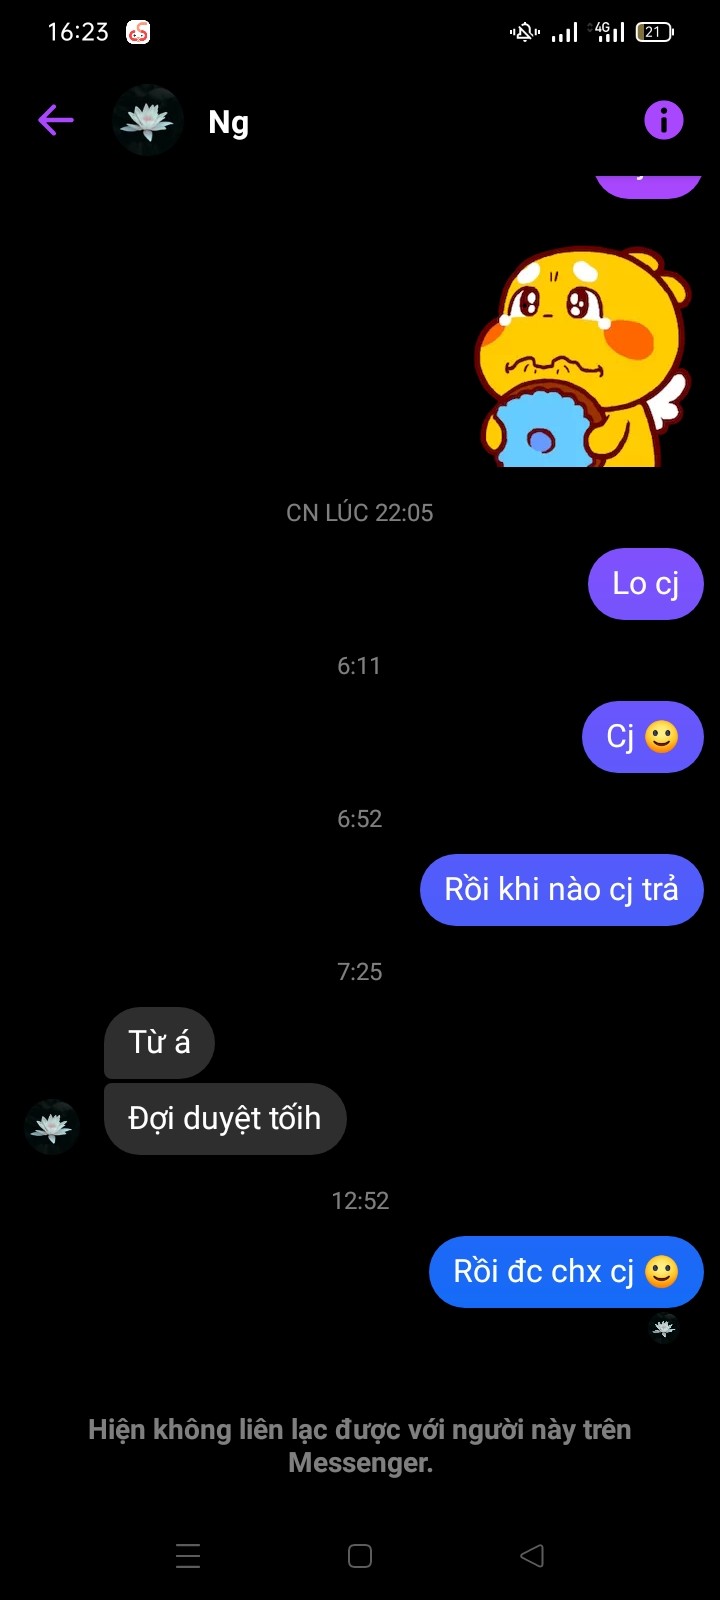 16:23
4G
21
Ng
CN LÚC 22:05
Lo cj
6:11
Cj 🙂
6:52
Rồi khi nào cj trả
7:25
Từ á
Đợi duyệt tốih
12:52
Rồi đc chx cj 🙂
Hiện không liên lạc được với người này trên
Messenger.